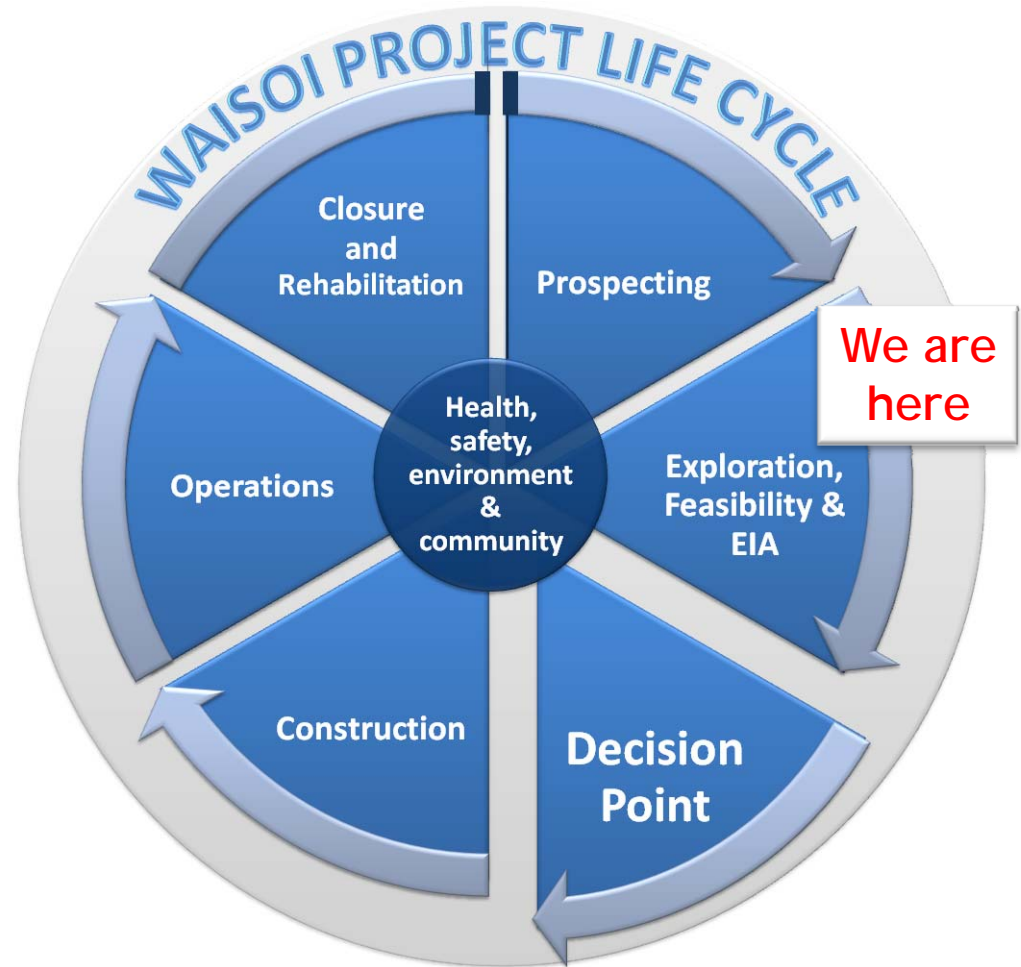 WAISOI PROJECT LIFE CYCLE
Closure
and
Rehabilitation
Prospecting
We are
here
Health,
safety,
environment
&
community
Operations
Exploration,
Feasibility &
EIA
Construction
Decision
Point